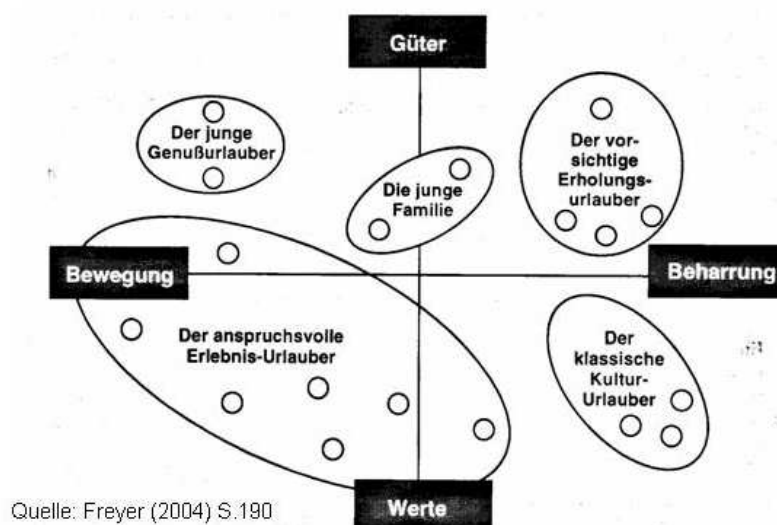 Güter
Der junge
Genußurlauber
Der vor-
sichtige
Erholungs-
urlauber
Die junge
Familie
Bewegung
Beharrung
Der anspruchsvolle
Erlebnis-Urlauber
Der
klassische
Kultur-
Urlauber
Werte
Quelle: Freyer (2004) S.190